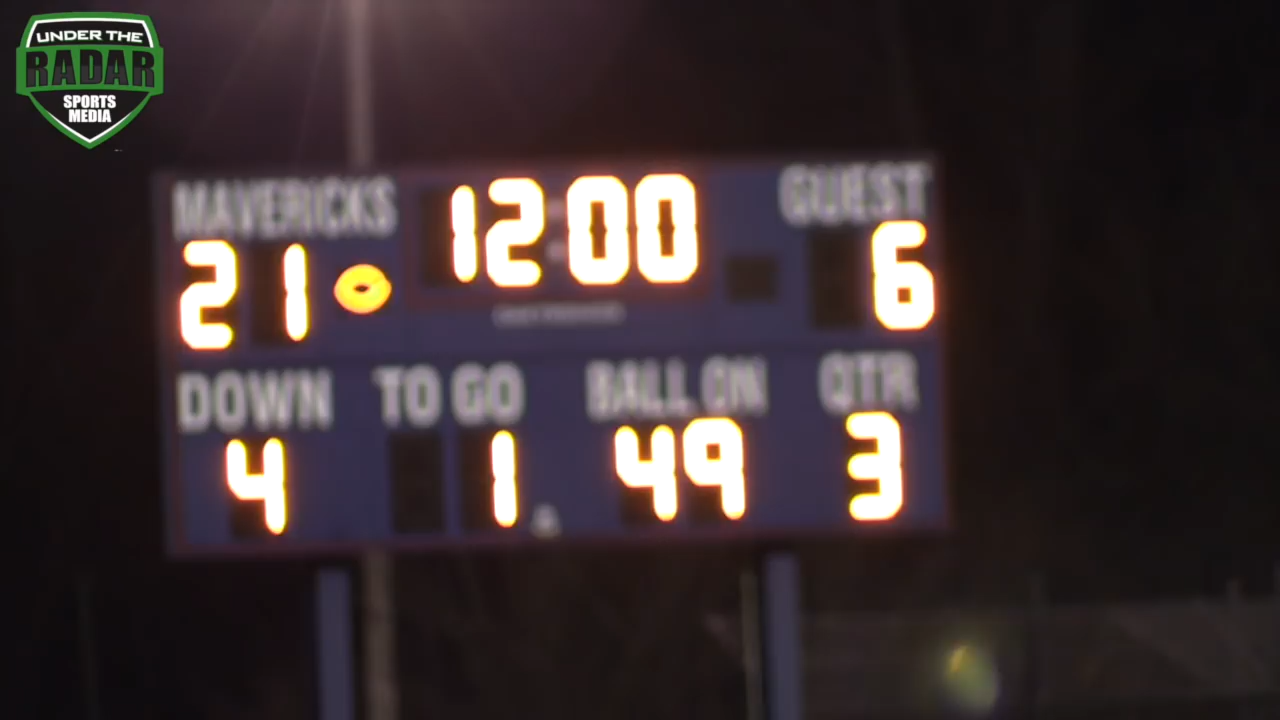 UNDER THE
RADAR
SPORTS
MEDIA
MAVERICKS 12:00 GUEST
21 6
DOWN TO GO BALL ON QTR
4 1 49 3